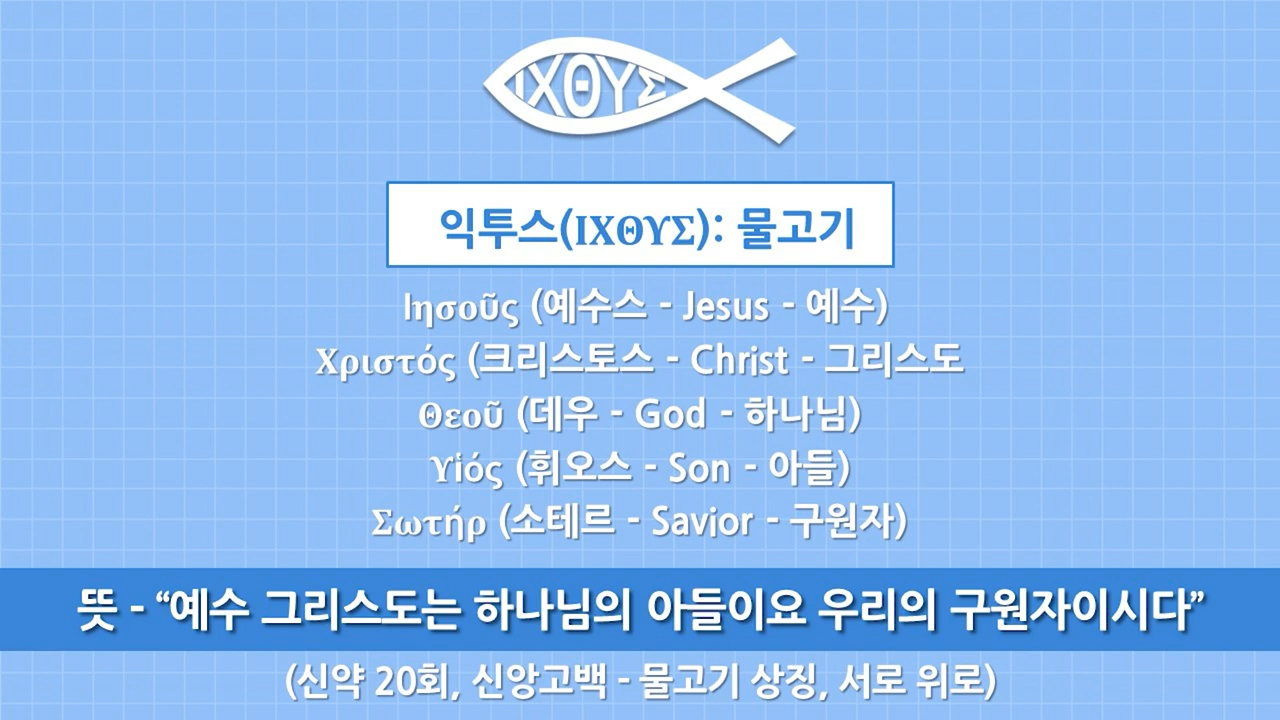 ΙΧΘΥΣ
익투스(ΙΧΘΥΣ): 물고기
Ιησοῦς (예수스 - Jesus - 예수)
Χριστός (크리스토스 - Christ - 그리스도
Θεοῦ (데우 - God - 하나님)
Υἱός (휘오스 - Son - 아들)
Σωτήρ (소테르 - Savior - 구원자)
뜻 - “예수 그리스도는 하나님의 아들이요 우리의 구원자이시다”
(신약 20회, 신앙고백 - 물고기 상징, 서로 위로)